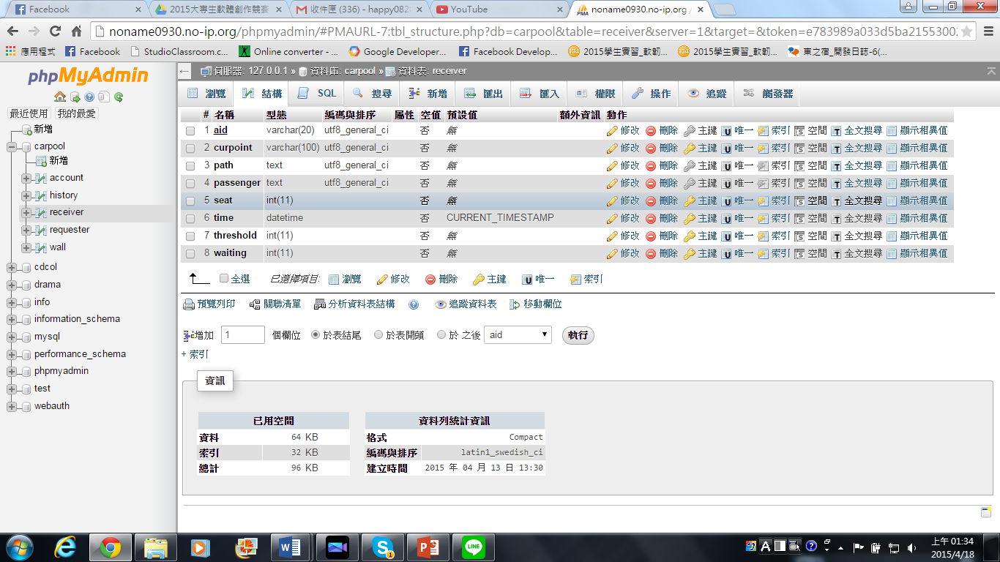 Facebook
2015大專生軟體創作競賽
收件匣 (336) - happy082
YouTube
noname0930.no-ip.org /
noname0930.no-ip.org/phpmyadmin/#PMAURL-7:tbl_structure.php?db=carpool&table=receiver&server=1&target=&token=e783989a033d5ba2155300
應用程式 Facebook StudioClassroom.c... Online converter - ... Google Developer... Facebook Develop... 2015學生實習_軟韌... 2015學生實習_軟韌... 東之宿_開發日誌-6(...
phpMyAdmin
最近使用 我的最愛
新增
carpool
新增
account
history
receiver
requester
wall
cdcol
drama
info
information_schema
mysql
performance_schema
phpmyadmin
test
webauth
伺服器: 127.0.0.1 » 資料庫: carpool » 資料表: receiver
瀏覽 結構 SQL 搜尋 新增 匯出 匯入 權限 操作 追蹤 觸發器
# 名稱 型態 編碼與排序 屬性 空值 預設值 額外資訊 動作
1 aid varchar(20) utf8_general_ci 否 無 修改 刪除 主鍵 唯一 索引 空間 全文搜尋 顯示相異值
2 curpoint varchar(100) utf8_general_ci 否 無 修改 刪除 主鍵 唯一 索引 空間 全文搜尋 顯示相異值
3 path text utf8_general_ci 否 無 修改 刪除 主鍵 唯一 索引 空間 全文搜尋 顯示相異值
4 passenger text utf8_general_ci 否 無 修改 刪除 主鍵 唯一 索引 空間 全文搜尋 顯示相異值
5 seat int(11) 否 無 修改 刪除 主鍵 唯一 索引 空間 全文搜尋 顯示相異值
6 time datetime 否 CURRENT_TIMESTAMP 修改 刪除 主鍵 唯一 索引 空間 全文搜尋 顯示相異值
7 threshold int(11) 否 無 修改 刪除 主鍵 唯一 索引 空間 全文搜尋 顯示相異值
8 waiting int(11) 否 無 修改 刪除 主鍵 唯一 索引 空間 全文搜尋 顯示相異值
全選 已選擇項目: 瀏覽 修改 刪除 主鍵 唯一 索引
預覽列印 關聯清單 分析資料表結構 追蹤資料表 移動欄位
增加 1 個欄位 於表結尾 於表開頭 於 之後 aid 執行
+ 索引
資訊
已用空間
資料 64 KB
索引 32 KB
總計 96 KB
資料列統計資訊
格式 Compact
編碼與排序 latin1_swedish_ci
建立時間 2015 年 04 月 13 日 13:30
上午 01:34
2015/4/18